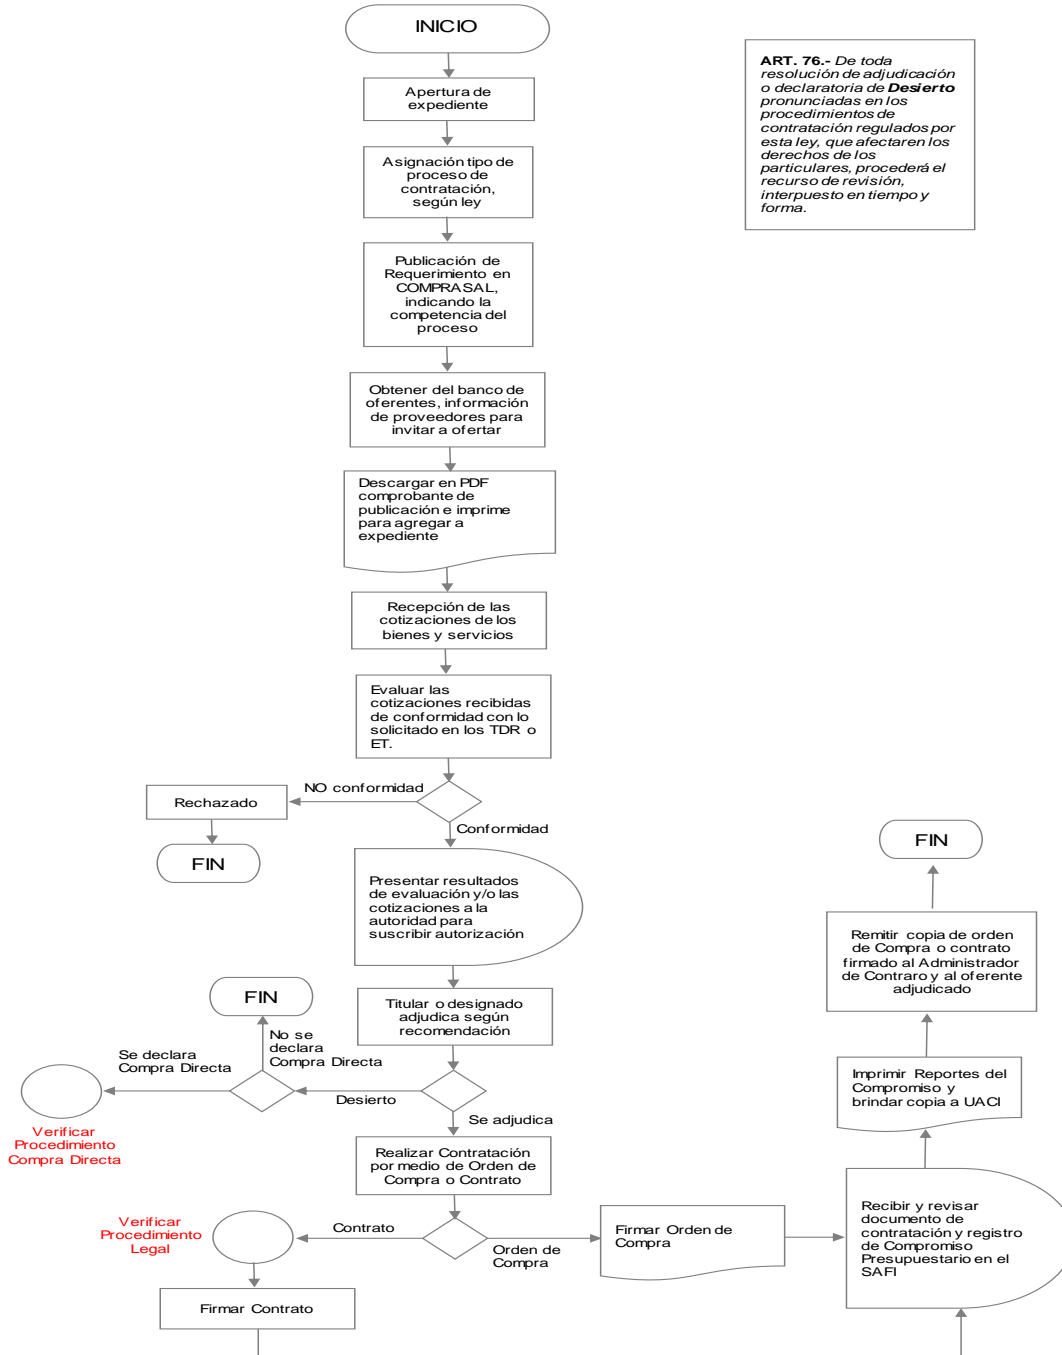 INICIO
Apertura de
expediente
ART. 76.- De toda
resolución de adjudicación
o declaratoria de Desierto
pronunciadas en los
procedimientos de
contratación regulados por
esta ley, que afectaren los
derechos de los
particulares, procederá el
recurso de revisión,
interpuesto en tiempo y
forma.
Asignación tipo de
proceso de
contratación,
según ley
Publicación de
Requerimiento en
COMPRASAL,
indicando la
competencia del
proceso
Obtener del banco de
oferentes, información
de proveedores para
invitar a ofertar
Descargar en PDF
comprobante de
publicación e imprime
para agregar a
expediente
Recepción de las
cotizaciones de los
bienes y servicios
Evaluar las
cotizaciones recibidas
de conformidad con lo
solicitado en los TDR o
ET.
NO conformidad
Rechazado
FIN
Conformidad
Presentar resultados
de evaluación y/o las
cotizaciones a la
autoridad para
suscribir autorización
Titular o designado
adjudica según
recomendación
FIN
No se
declara
Compra Directa
Se declara
Compra Directa
Desierto
Verificar
Procedimiento
Compra Directa
Se adjudica
Realizar Contratación
por medio de Orden de
Compra o Contrato
Contrato
Verificar
Procedimiento
Legal
Firmar Contrato
Orden de
Compra
Firmar Orden de
Compra
Recibir y revisar
documento de
contratación y registro
de Compromiso
Presupuestario en el
SAFI
Imprimir Reportes del
Compromiso y
brindar copia a UACI
Remitir copia de orden
de Compra o contrato
firmado al Administrador
de Contraro y al oferente
adjudicado
FIN